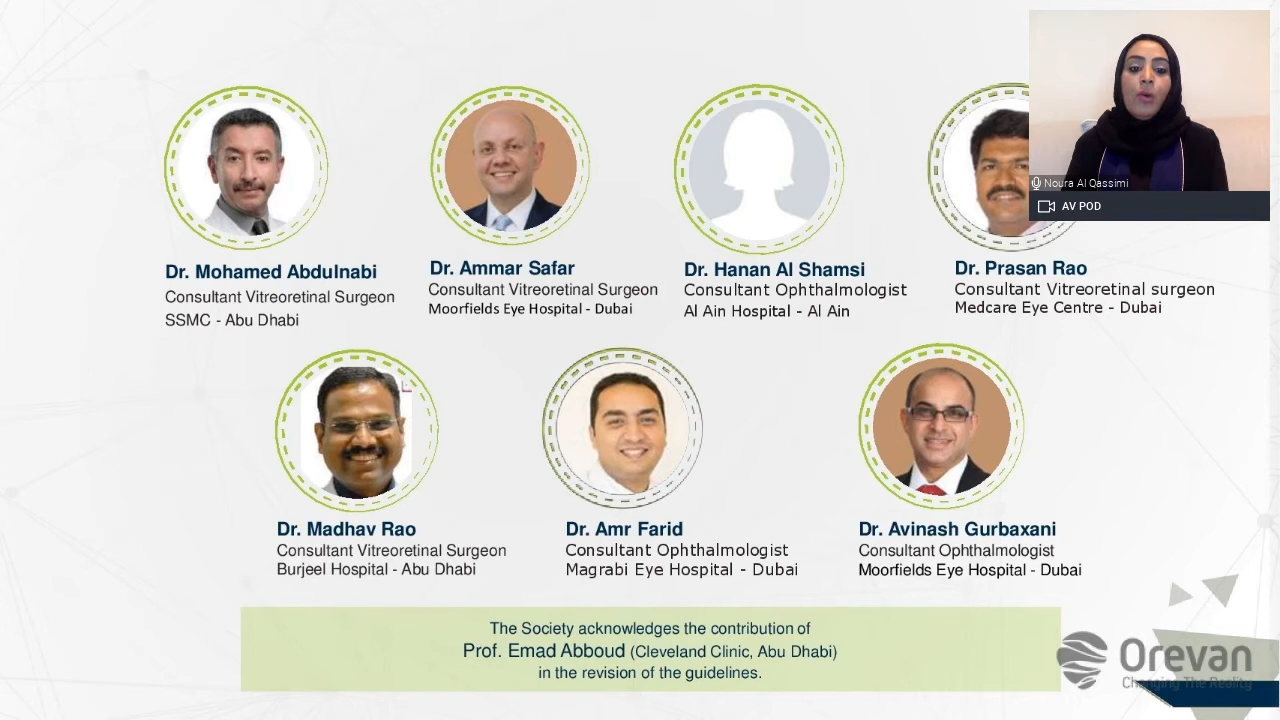 Noura Al Qassimi
AV POD
Dr. Mohamed Abdulnabi
Consultant Vitreoretinal Surgeon
SSMC - Abu Dhabi
Dr. Ammar Safar
Consultant Vitreoretinal Surgeon
Moorfields Eye Hospital - Dubai
Dr. Hanan Al Shamsi
Consultant Ophthalmologist
Al Ain Hospital - Al Ain
Dr. Prasan Rao
Consultant Vitreoretinal surgeon
Medcare Eye Centre - Dubai
Dr. Madhav Rao
Consultant Vitreoretinal Surgeon
Burjeel Hospital - Abu Dhabi
Dr. Amr Farid
Consultant Ophthalmologist
Magrabi Eye Hospital - Dubai
Dr. Avinash Gurbaxani
Consultant Ophthalmologist
Moorfields Eye Hospital - Dubai
The Society acknowledges the contribution of
Prof. Emad Abboud (Cleveland Clinic, Abu Dhabi)
in the revision of the guidelines.
Orevan
Changing The Reality